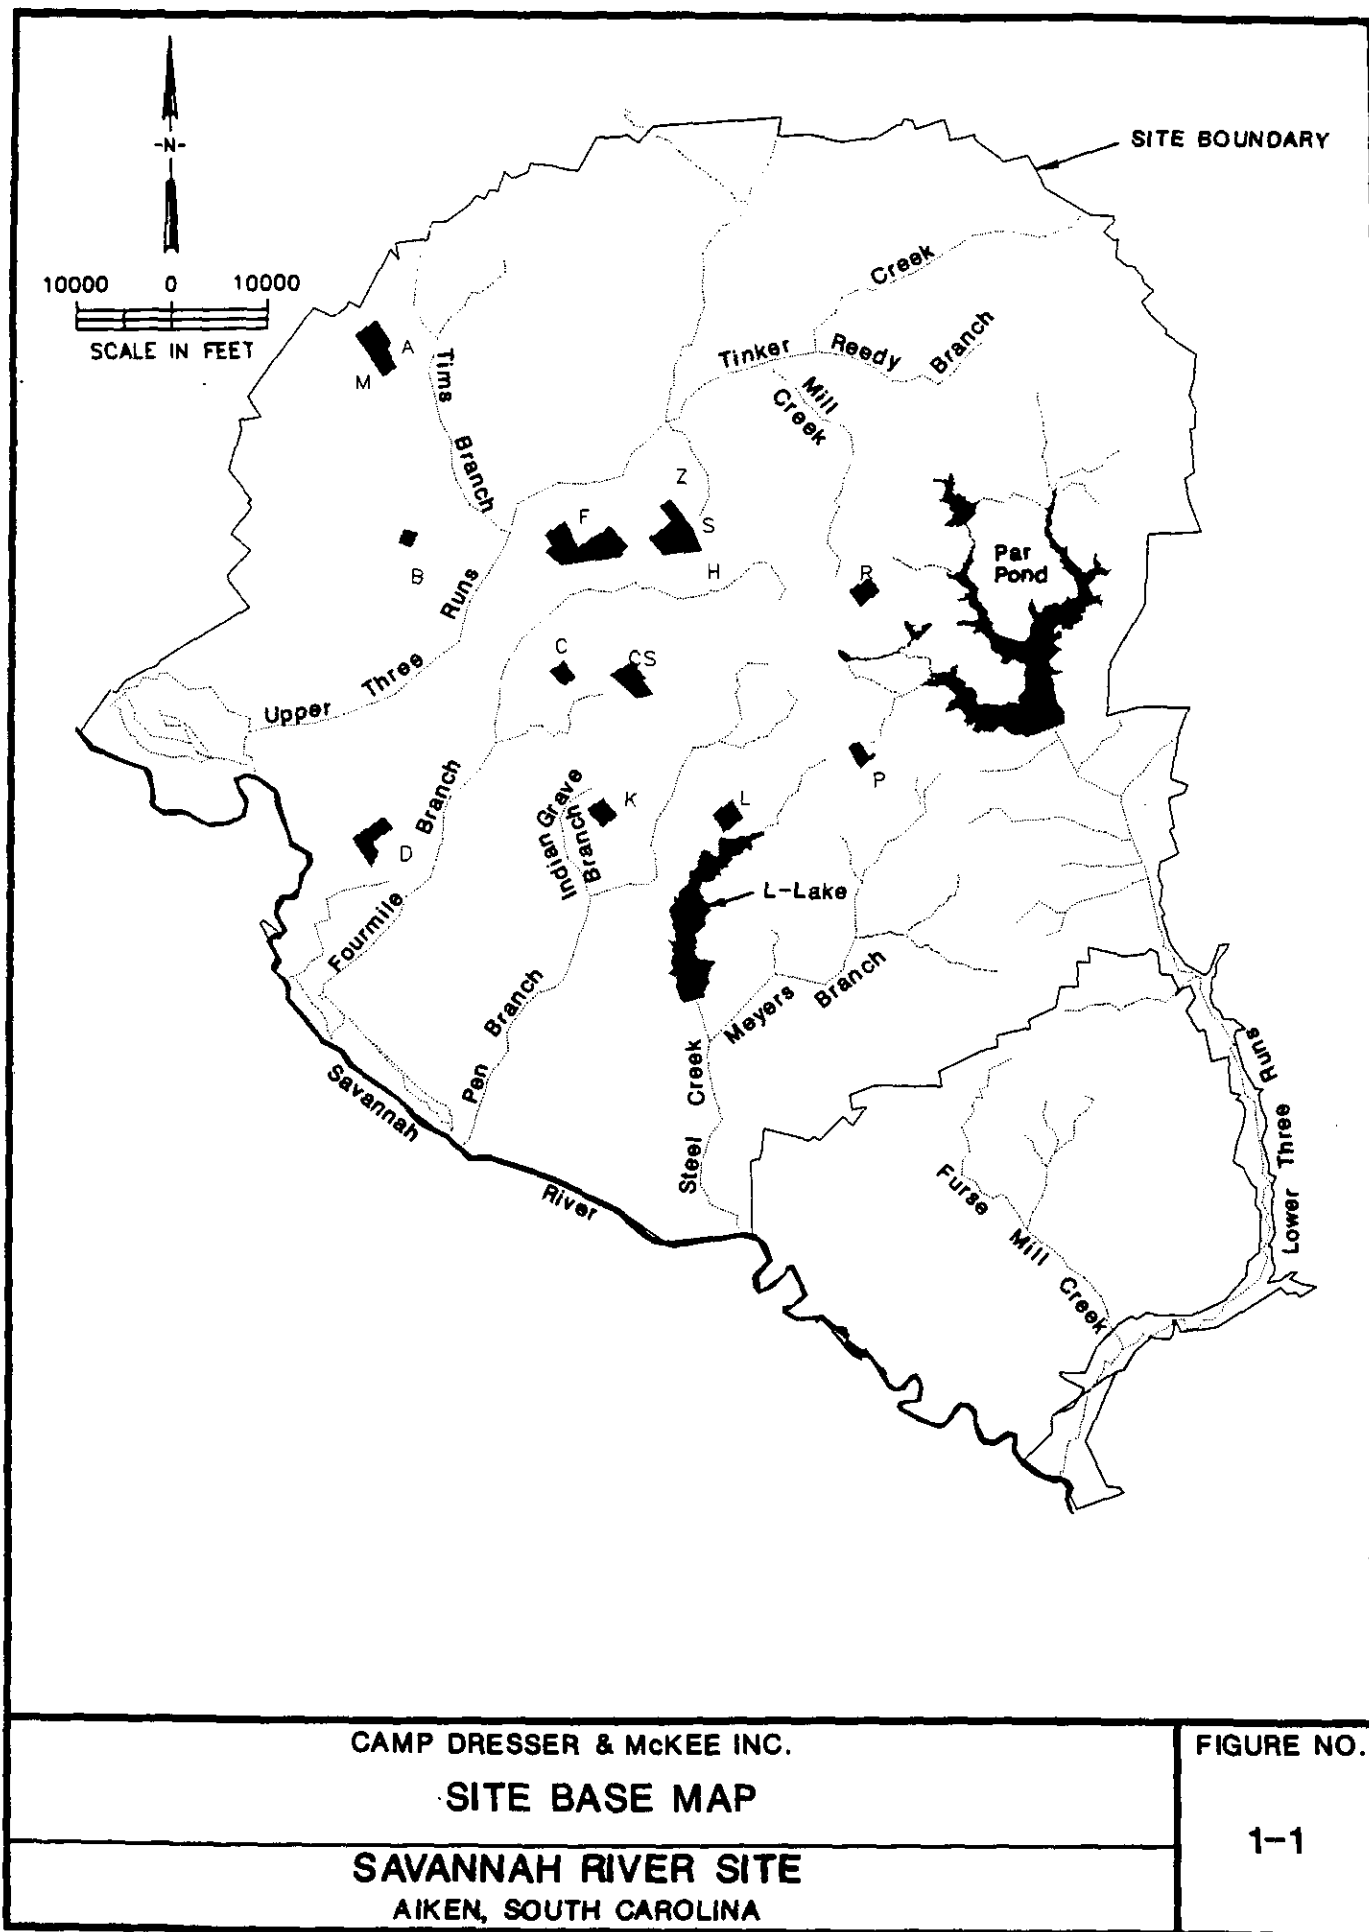 SITE BOUNDARY
-N-
10000 0 10000
SCALE IN FEET
A
M
Tims Branch
Creek
Tinker
Reedy Branch
Mill
Creek
Z
F
S
H
B
R
Par
Pond
Upper Three Runs
C
CS
P
K
L
Indian Grave
Branch
D
Fourmile Branch
L-Lake
Pen Branch
Meyers Branch
Steel Creek
Savannah River
Furse Mill Creek
Lower Three Runs
CAMP DRESSER & McKEE INC.
SITE BASE MAP
SAVANNAH RIVER SITE
AIKEN, SOUTH CAROLINA
FIGURE NO.
1-1